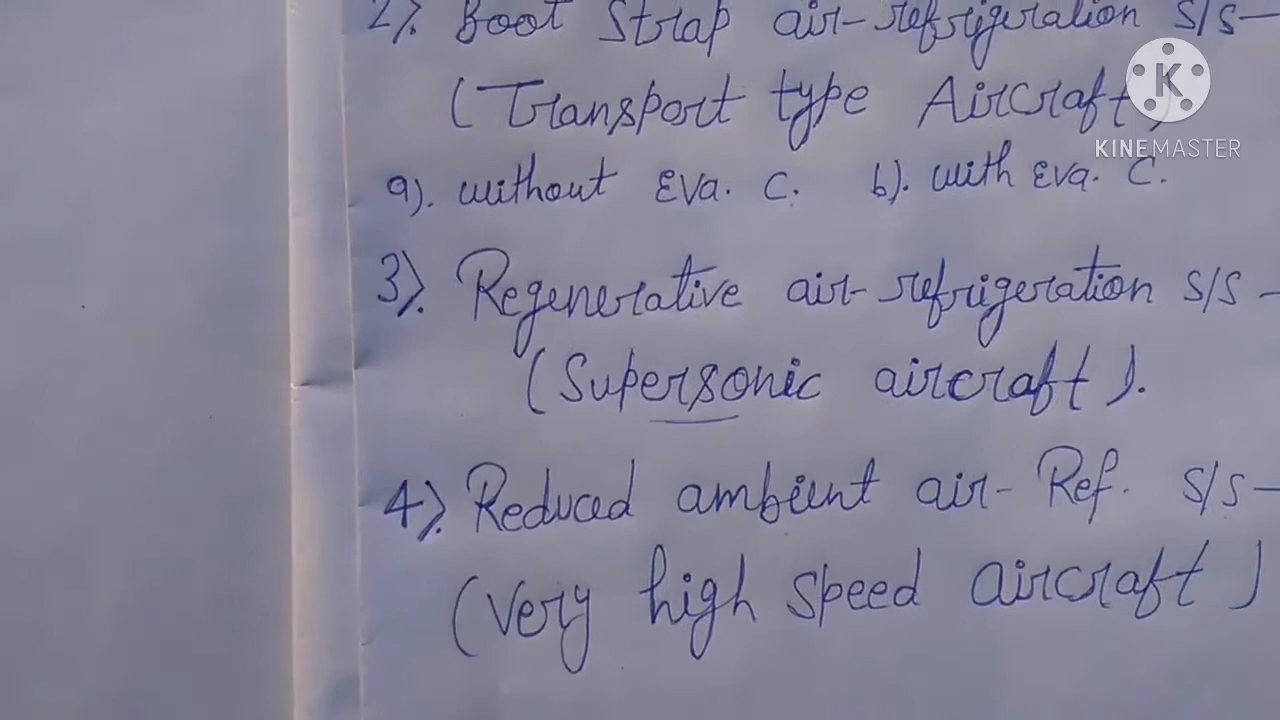 2). Boot Strap air-refrigeration s/s-
(Transport type Aircraft)
K
KINEMASTER
a). without Eva. C. b). with Eva. C.
3). Regenerative air-refrigeration s/s-
(Supersonic aircraft).
4). Reduced ambient air- Ref. s/s-
(very high speed aircraft)